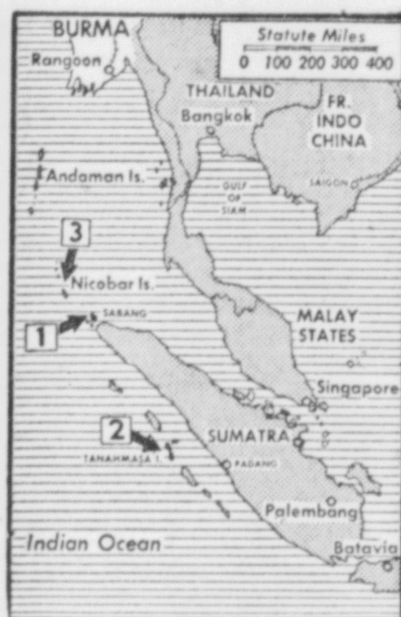 BURMA
Rangoon
Statute Miles
0 100 200 300 400
THAILAND
Bangkok
FR.
INDO
CHINA
SAIGON
Andaman Is.
GULF
OF
SIAM
3
Nicobar Is.
1
SABANG
MALAY
STATES
Singapore
2
SUMATRA
TANAHMASA I.
PADANG
Palembang
Indian Ocean
Batavia